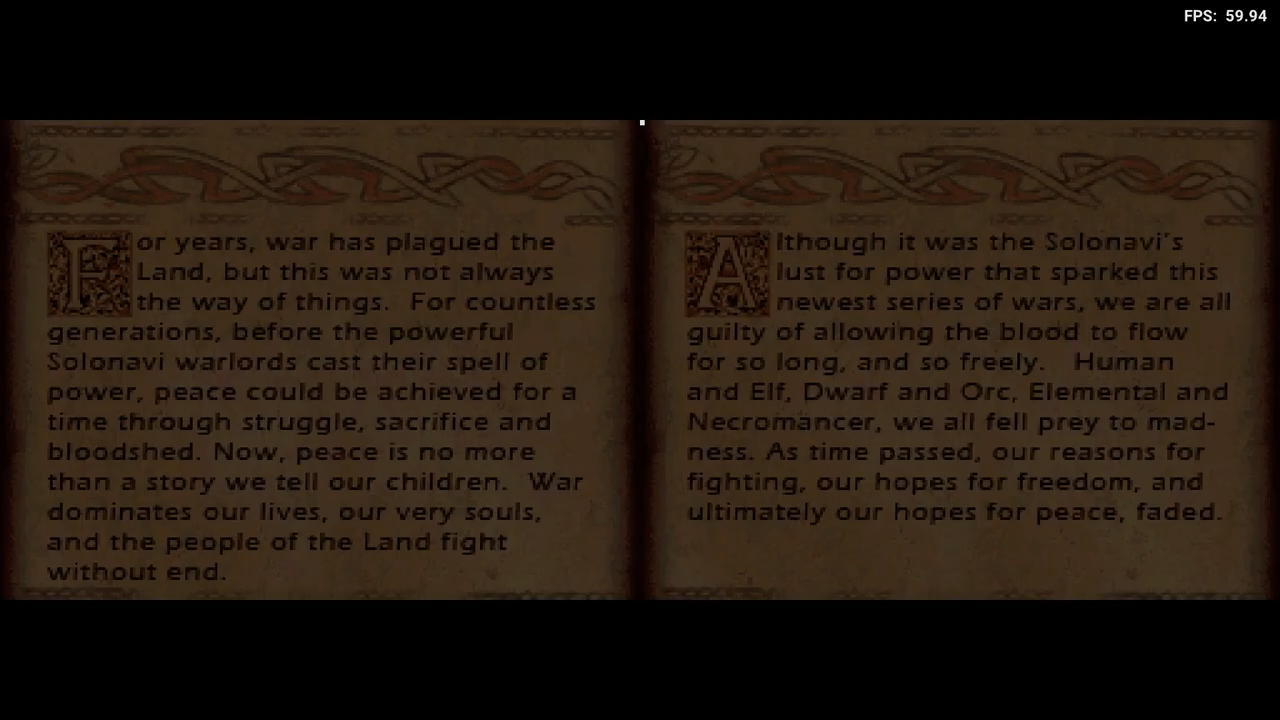 FPS: 59.94
For years, war has plagued the
Land, but this was not always
the way of things. For countless
generations, before the powerful
Solonavi warlords cast their spell of
power, peace could be achieved for a
time through struggle, sacrifice and
bloodshed. Now, peace is no more
than a story we tell our children. War
dominates our lives, our very souls,
and the people of the Land fight
without end.
Although it was the Solonavi's
lust for power that sparked this
newest series of wars, we are all
guilty of allowing the blood to flow
for so long, and so freely. Human
and Elf, Dwarf and Orc, Elemental and
Necromancer, we all fell prey to mad-
ness. As time passed, our reasons for
fighting, our hopes for freedom, and
ultimately our hopes for peace, faded.